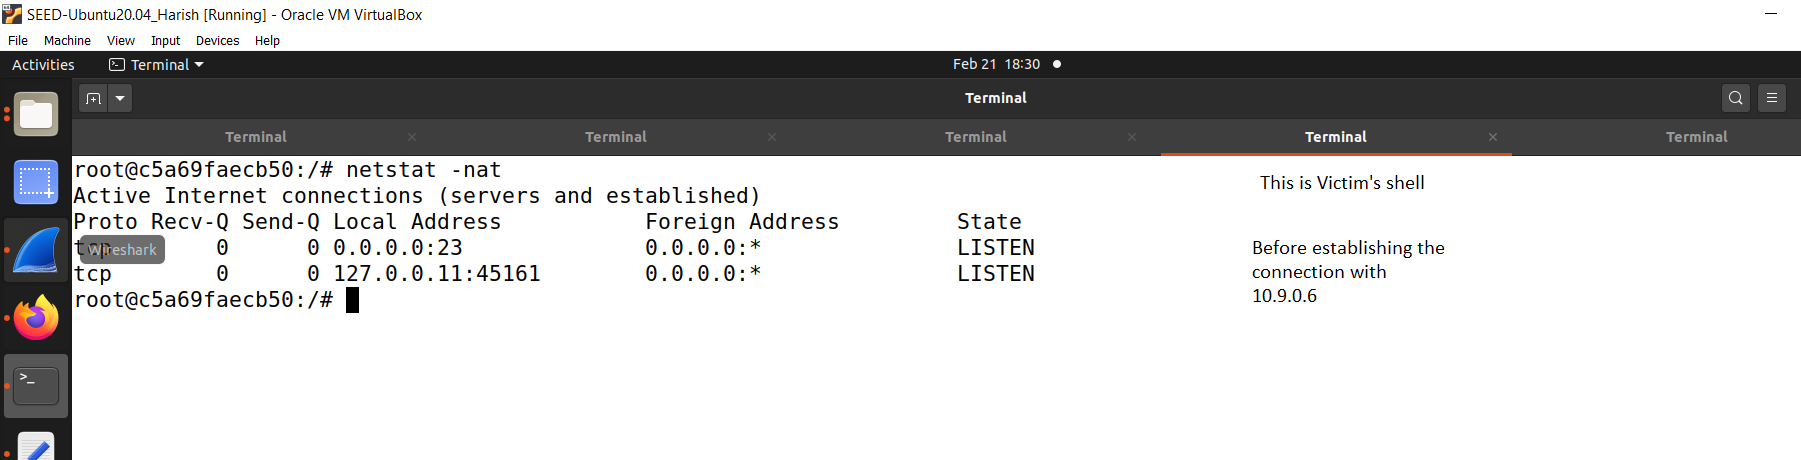 SEED-Ubuntu20.04_Harish [Running] - Oracle VM VirtualBox
File Machine View Input Devices Help
Activities Terminal Feb 21 18:30
Terminal
Terminal × Terminal × Terminal × Terminal × Terminal
root@c5a69faecb50:/# netstat -nat
This is Victim's shell
Active Internet connections (servers and established)
Proto Recv-Q Send-Q Local Address Foreign Address State
tcp 0 0 0.0.0.0:23 0.0.0.0:* LISTEN
Wireshark
tcp 0 0 127.0.0.11:45161 0.0.0.0:* LISTEN
root@c5a69faecb50:/#
Before establishing the
connection with
10.9.0.6